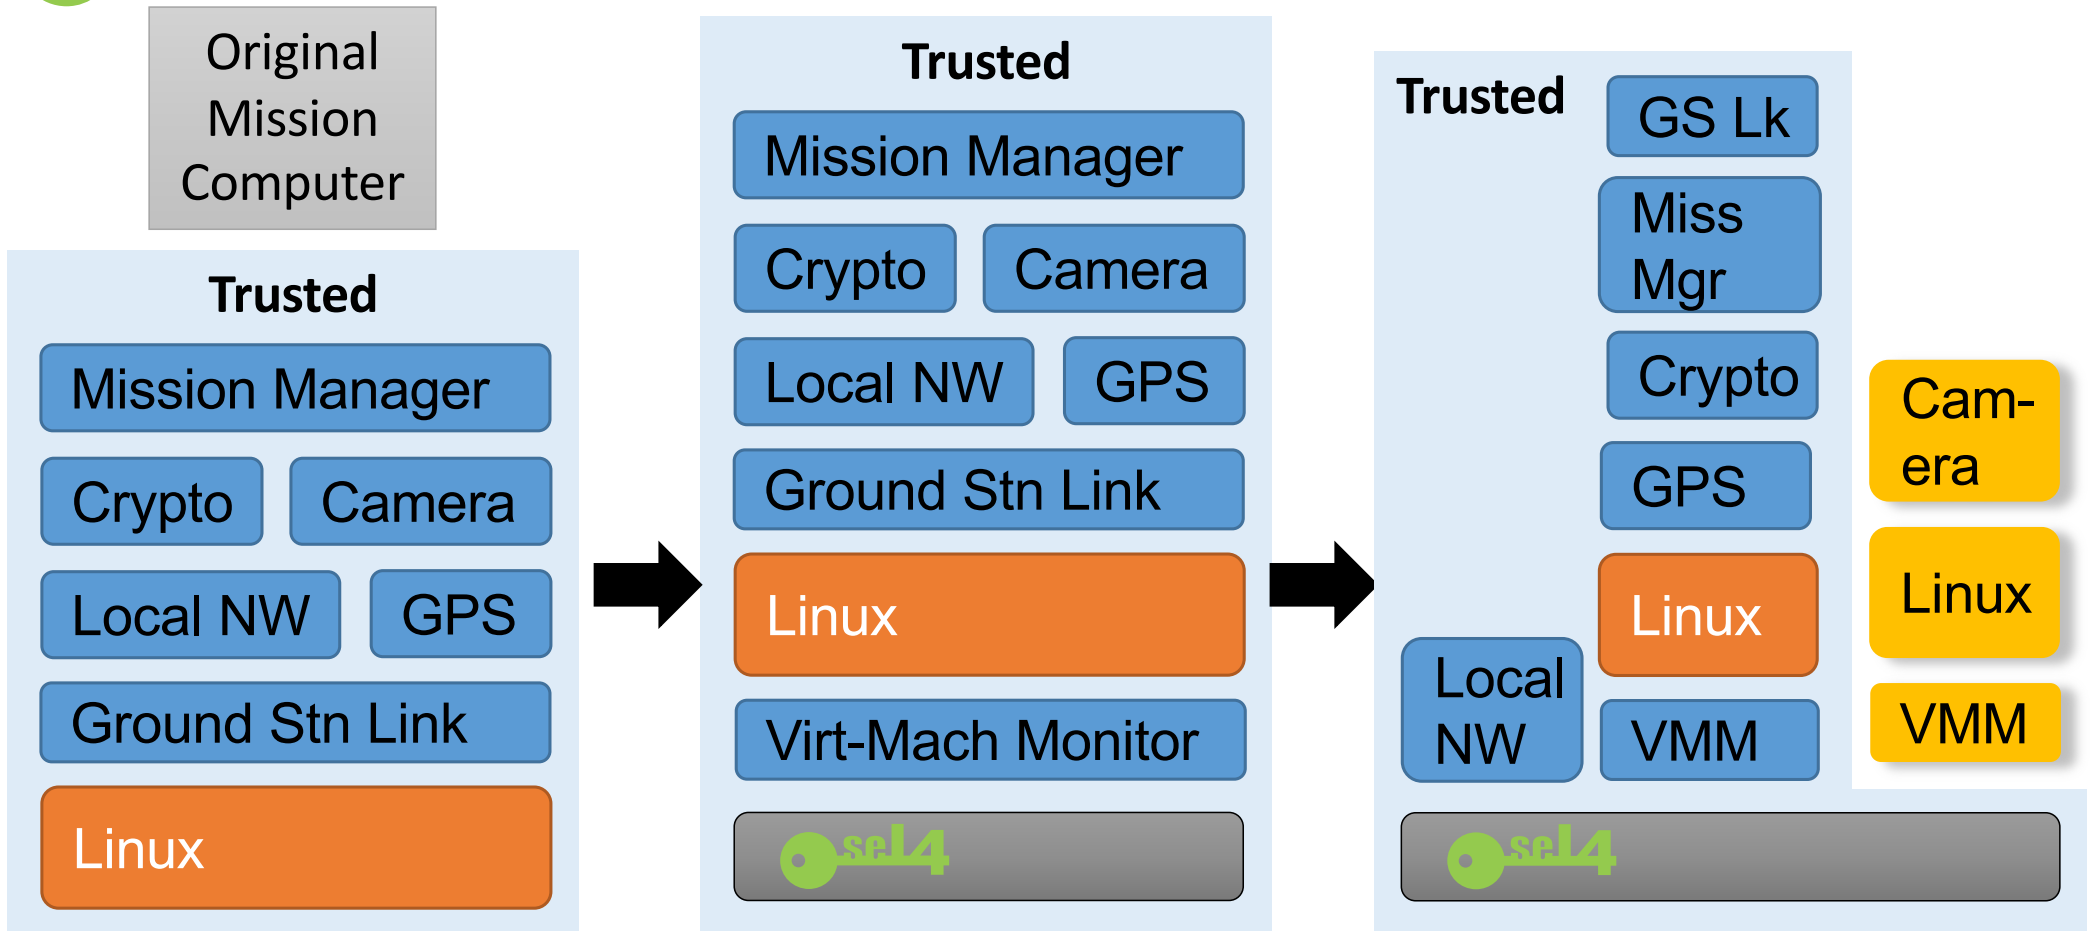 Original
Mission
Computer
Trusted
Mission Manager
Crypto
Camera
Local NW
GPS
Ground Stn Link
Linux
Trusted
Mission Manager
Crypto
Camera
Local NW
GPS
Ground Stn Link
Linux
Virt-Mach Monitor
seL4
Trusted
GS Lk
Miss
Mgr
Crypto
GPS
Linux
Local
NW
VMM
Cam-
era
Linux
VMM
seL4